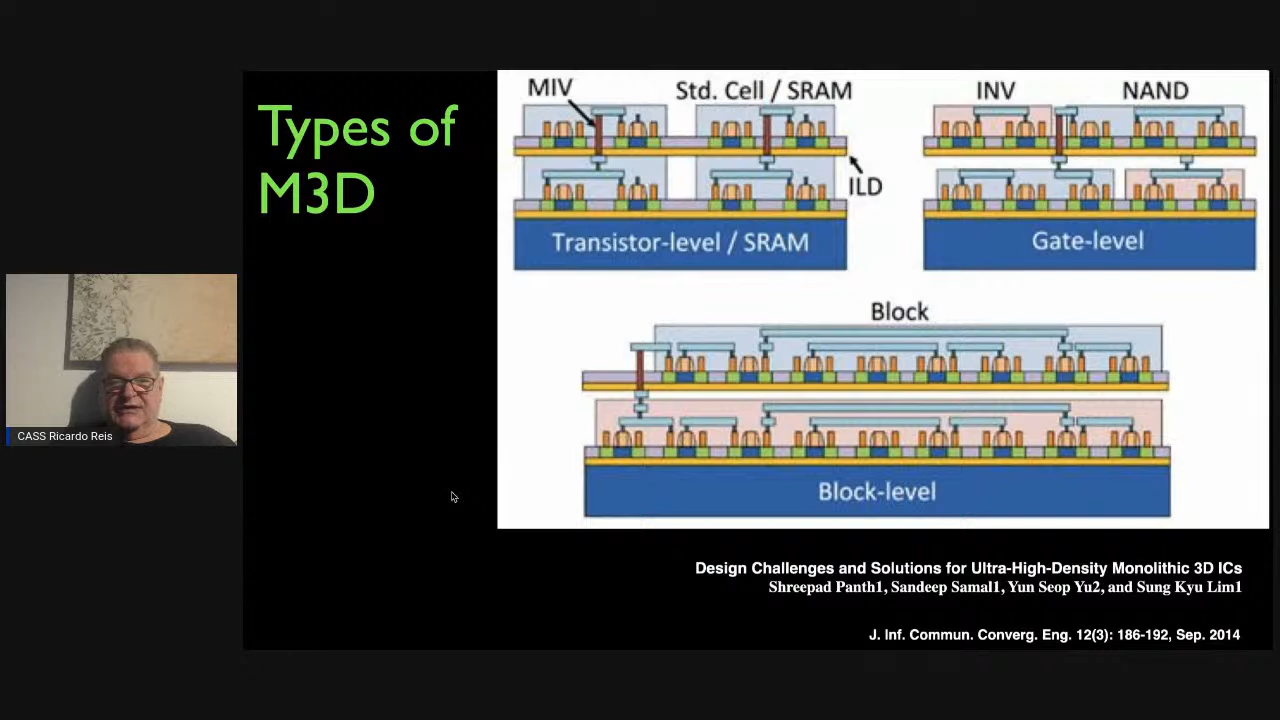 Types of
M3D
MIV
Std. Cell / SRAM
INV
NAND
ILD
Transistor-level / SRAM
Gate-level
Block
Block-level
CASS Ricardo Reis
Design Challenges and Solutions for Ultra-High-Density Monolithic 3D ICs
Shreepad Panth1, Sandeep Samal1, Yun Seop Yu2, and Sung Kyu Lim1
J. Inf. Commun. Converg. Eng. 12(3): 186-192, Sep. 2014